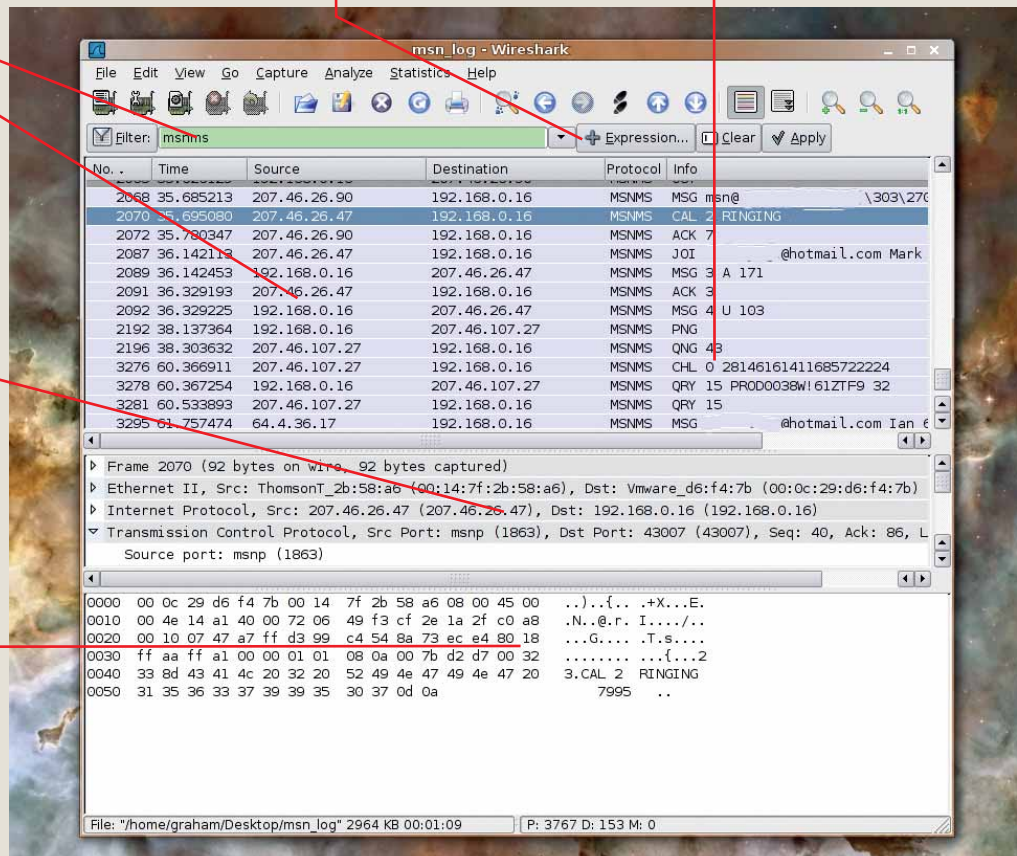 msn_log - Wireshark
File Edit View Go Capture Analyze Statistics Help
Filter: msnms Expression... Clear Apply
No. . Time Source Destination Protocol Info
2068 35.685213 207.46.26.90 192.168.0.16 MSNMS MSG msn@ \303\270
2070 35.695080 207.46.26.47 192.168.0.16 MSNMS CAL 2 RINGING
2072 35.780347 207.46.26.90 192.168.0.16 MSNMS ACK 7
2087 36.142113 207.46.26.47 192.168.0.16 MSNMS JOI @hotmail.com Mark
2089 36.142453 192.168.0.16 207.46.26.47 MSNMS MSG 3 A 171
2091 36.329193 207.46.26.47 192.168.0.16 MSNMS ACK 3
2092 36.329225 192.168.0.16 207.46.26.47 MSNMS MSG 4 U 103
2192 38.137364 192.168.0.16 207.46.107.27 MSNMS PNG
2196 38.303632 207.46.107.27 192.168.0.16 MSNMS QNG 43
3276 60.366911 207.46.107.27 192.168.0.16 MSNMS CHL 0 28146161411685722224
3278 60.367254 192.168.0.16 207.46.107.27 MSNMS QRY 15 PROD0038W!61ZTF9 32
3281 60.533893 207.46.107.27 192.168.0.16 MSNMS QRY 15
3295 61.757474 64.4.36.17 192.168.0.16 MSNMS MSG @hotmail.com Ian
Frame 2070 (92 bytes on wire, 92 bytes captured)
Ethernet II, Src: ThomsonT_2b:58:a6 (00:14:7f:2b:58:a6), Dst: Vmware_d6:f4:7b (00:0c:29:d6:f4:7b)
Internet Protocol, Src: 207.46.26.47 (207.46.26.47), Dst: 192.168.0.16 (192.168.0.16)
Transmission Control Protocol, Src Port: msnp (1863), Dst Port: 43007 (43007), Seq: 40, Ack: 86, L
Source port: msnp (1863)
0000 00 0c 29 d6 f4 7b 00 14 7f 2b 58 a6 08 00 45 00 ..)..{.. .+X...E.
0010 00 4e 14 a1 40 00 72 06 49 f3 cf 2e 1a 2f c0 a8 .N..@.r. I..../..
0020 00 10 07 47 a7 ff d3 99 c4 54 8a 73 ec e4 80 18 ...G.... .T.s....
0030 ff aa ff a1 00 00 01 01 08 0a 00 7b d2 d7 00 32 ........ ...{...2
0040 33 8d 43 41 4c 20 32 20 52 49 4e 47 49 4e 47 20 3.CAL 2 RINGING
0050 31 35 36 33 37 39 39 35 30 37 0d 0a 7995 ..
File: "/home/graham/Desktop/msn_log" 2964 KB 00:01:09 P: 3767 D: 153 M: 0